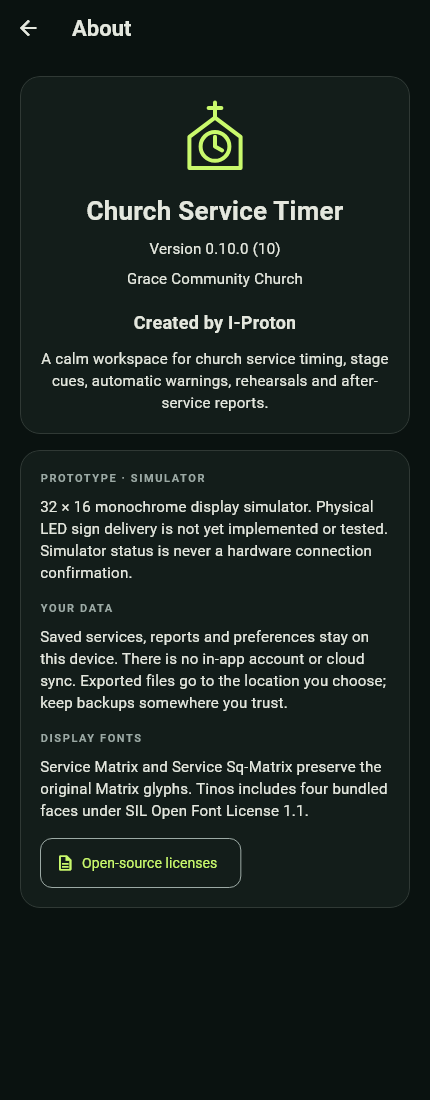 About
Church Service Timer
Version 0.10.0 (10)
Grace Community Church
Created by I-Proton
A calm workspace for church service timing, stage
cues, automatic warnings, rehearsals and after-
service reports.
PROTOTYPE · SIMULATOR
32 × 16 monochrome display simulator. Physical
LED sign delivery is not yet implemented or tested.
Simulator status is never a hardware connection
confirmation.
YOUR DATA
Saved services, reports and preferences stay on
this device. There is no in-app account or cloud
sync. Exported files go to the location you choose;
keep backups somewhere you trust.
DISPLAY FONTS
Service Matrix and Service Sq-Matrix preserve the
original Matrix glyphs. Tinos includes four bundled
faces under SIL Open Font License 1.1.
Open-source licenses